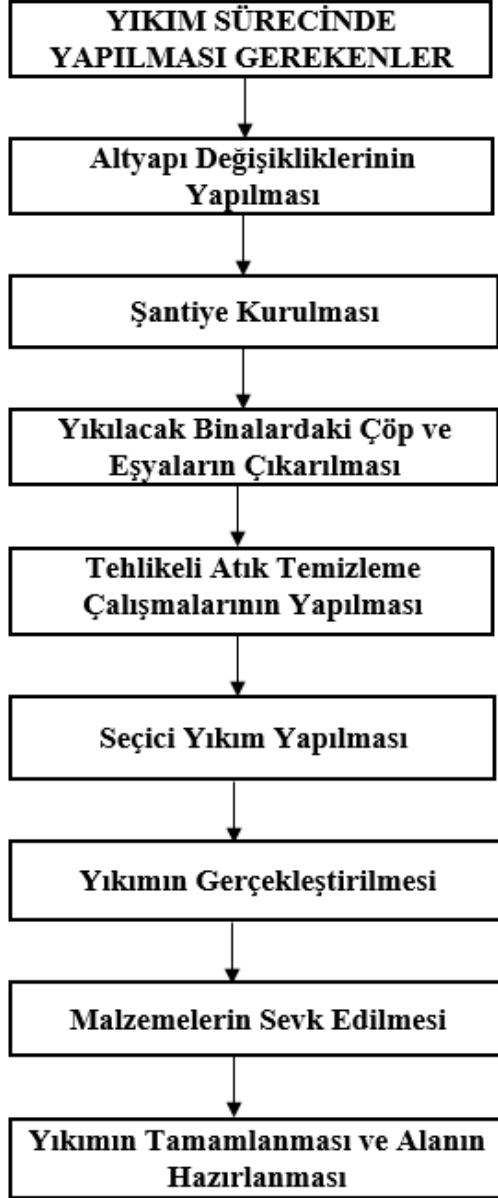 YIKIM SÜRECİNDE
YAPILMASI GEREKENLER
Altyapı Değişikliklerinin
Yapılması
Şantiye Kurulması
Yıkılacak Binalardaki Çöp ve
Eşyaların Çıkarılması
Tehlikeli Atık Temizleme
Çalışmalarının Yapılması
Seçici Yıkım Yapılması
Yıkımın Gerçekleştirilmesi
Malzemelerin Sevk Edilmesi
Yıkımın Tamamlanması ve Alanın
Hazırlanması